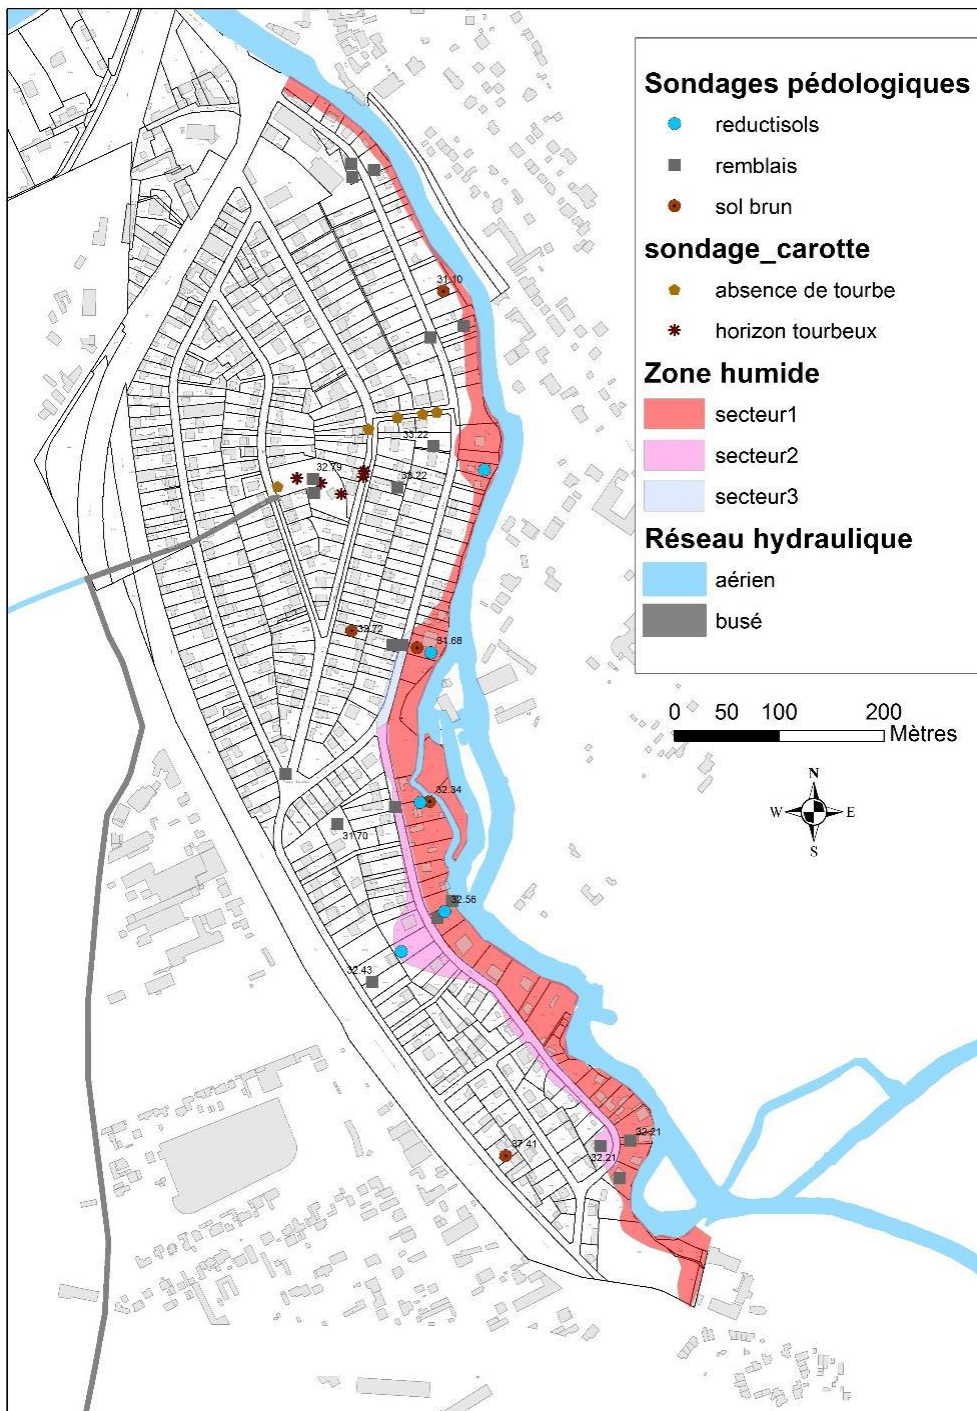 Sondages pédologiques
reductisols
remblais
sol brun
sondage_carotte
absence de tourbe
horizon tourbeux
Zone humide
secteur1
secteur2
secteur3
Réseau hydraulique
aérien
busé
0 50 100 200
Mètres
N
W E
S
31.10
33.22
32.79
33.22
32.72
31.68
32.34
31.70
32.56
32.43
32.21
37.41
32.21